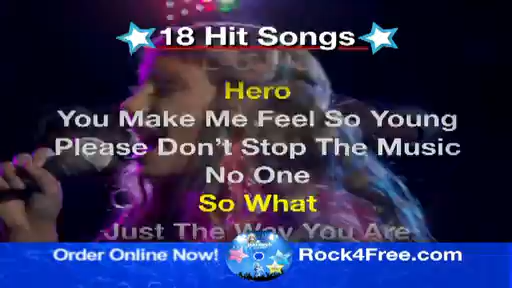 18 Hit Songs
Hero
You Make Me Feel So Young
Please Don't Stop The Music
No One
So What
Just The Way You Are
Order Online Now! Rock4Free.com